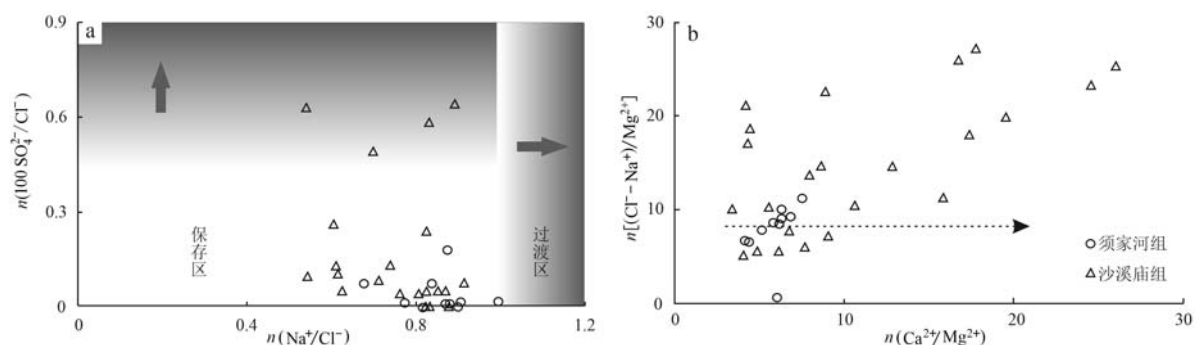 a
0.9
0.6
0.3
0
n(100 SO₄²⁻/Cl⁻)
保存区
过渡区
0
0.4
0.8
1.2
n(Na⁺/Cl⁻)
b
30
20
10
0
n[(Cl⁻−Na⁺)/Mg²⁺]
须家河组
沙溪庙组
0
10
20
30
n(Ca²⁺/Mg²⁺)